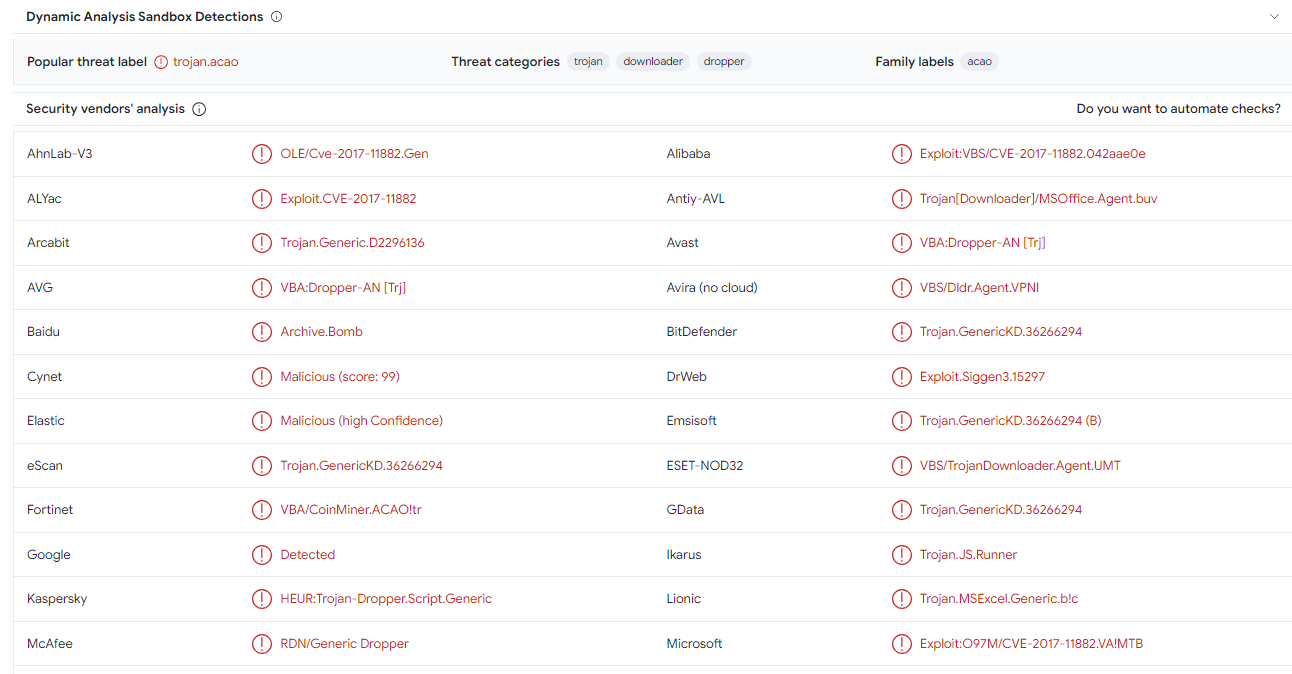 Dynamic Analysis Sandbox Detections
Popular threat label trojan.acao Threat categories trojan downloader dropper Family labels acao
Security vendors' analysis Do you want to automate checks?
AhnLab-V3 OLE/Cve-2017-11882.Gen Alibaba Exploit:VBS/CVE-2017-11882.042aae0e
ALYac Exploit.CVE-2017-11882 Antiy-AVL Trojan[Downloader]/MSOffice.Agent.buv
Arcabit Trojan.Generic.D2296136 Avast VBA:Dropper-AN [Trj]
AVG VBA:Dropper-AN [Trj] Avira (no cloud) VBS/Dldr.Agent.VPNI
Baidu Archive.Bomb BitDefender Trojan.GenericKD.36266294
Cynet Malicious (score: 99) DrWeb Exploit.Siggen3.15297
Elastic Malicious (high Confidence) Emsisoft Trojan.GenericKD.36266294 (B)
eScan Trojan.GenericKD.36266294 ESET-NOD32 VBS/TrojanDownloader.Agent.UMT
Fortinet VBA/CoinMiner.ACAO!tr GData Trojan.GenericKD.36266294
Google Detected Ikarus Trojan.JS.Runner
Kaspersky HEUR:Trojan-Dropper.Script.Generic Lionic Trojan.MSExcel.Generic.b!c
McAfee RDN/Generic Dropper Microsoft Exploit:O97M/CVE-2017-11882.VA!MTB